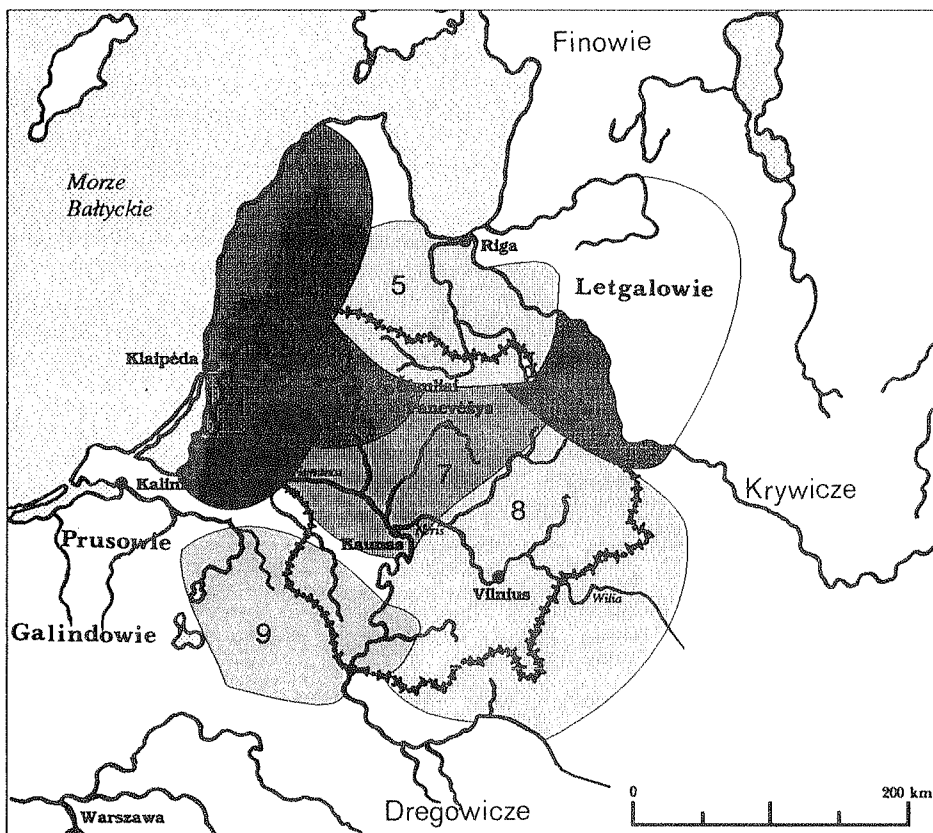 Finowie
Morze
Bałtyckie
Riga
5
Letgalowie
Klaipėda
7
Krywicze
8
Prusowie
Kaunas
Neris
Vilnius
Wilia
Galindowie
9
0
200 km
Dregowicze
Warszawa